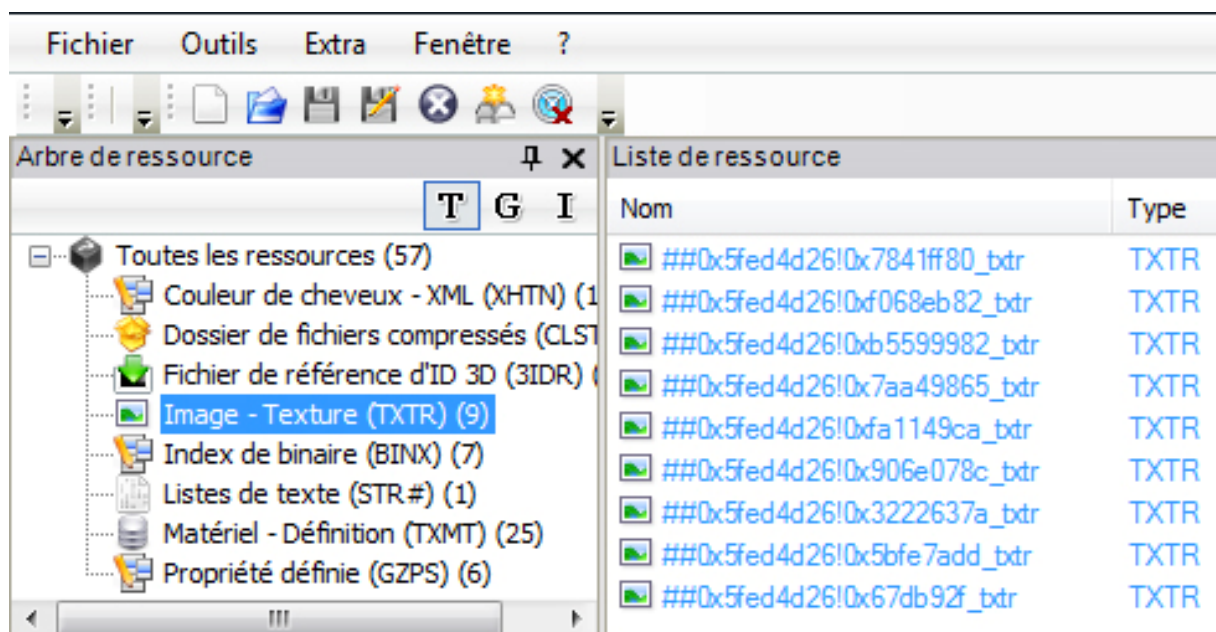 Fichier Outils Extra Fenêtre ?
Arbre de ressource
T G I
Toutes les ressources (57)
Couleur de cheveux - XML (XHTN) (1
Dossier de fichiers compressés (CLST
Fichier de référence d'ID 3D (3IDR) (
Image - Texture (TXTR) (9)
Index de binaire (BINX) (7)
Listes de texte (STR#) (1)
Matériel - Définition (TXMT) (25)
Propriété définie (GZPS) (6)
Liste de ressource
Nom Type
##0x5fed4d26!0x7841ff80_txtr TXTR
##0x5fed4d26!0xf068eb82_txtr TXTR
##0x5fed4d26!0xb5599982_txtr TXTR
##0x5fed4d26!0x7aa49865_txtr TXTR
##0x5fed4d26!0xfa1149ca_txtr TXTR
##0x5fed4d26!0x906e078c_txtr TXTR
##0x5fed4d26!0x3222637a_txtr TXTR
##0x5fed4d26!0x5bfe7add_txtr TXTR
##0x5fed4d26!0x67db92f_txtr TXTR